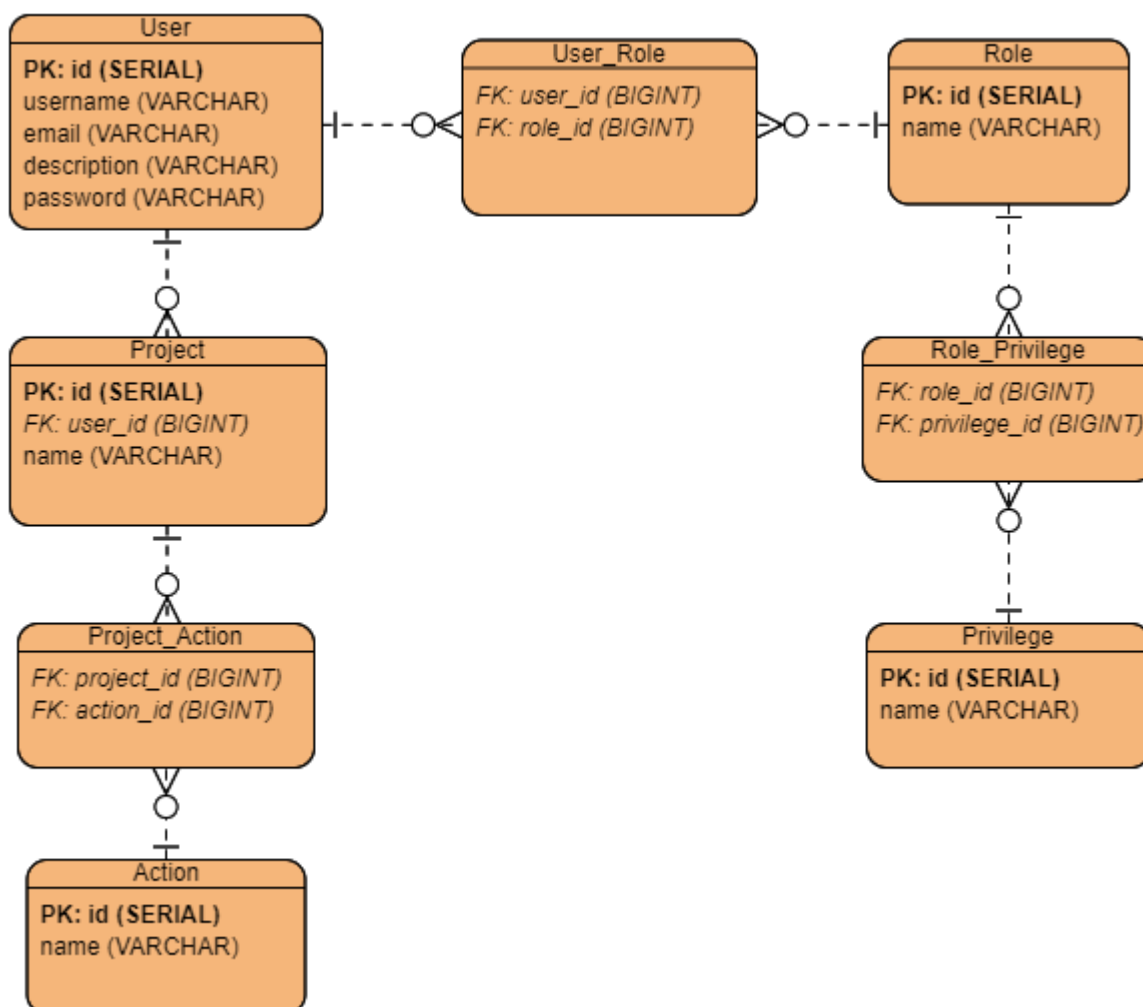 User
PK: id (SERIAL)
username (VARCHAR)
email (VARCHAR)
description (VARCHAR)
password (VARCHAR)
User_Role
FK: user_id (BIGINT)
FK: role_id (BIGINT)
Role
PK: id (SERIAL)
name (VARCHAR)
Project
PK: id (SERIAL)
FK: user_id (BIGINT)
name (VARCHAR)
Role_Privilege
FK: role_id (BIGINT)
FK: privilege_id (BIGINT)
Project_Action
FK: project_id (BIGINT)
FK: action_id (BIGINT)
Privilege
PK: id (SERIAL)
name (VARCHAR)
Action
PK: id (SERIAL)
name (VARCHAR)